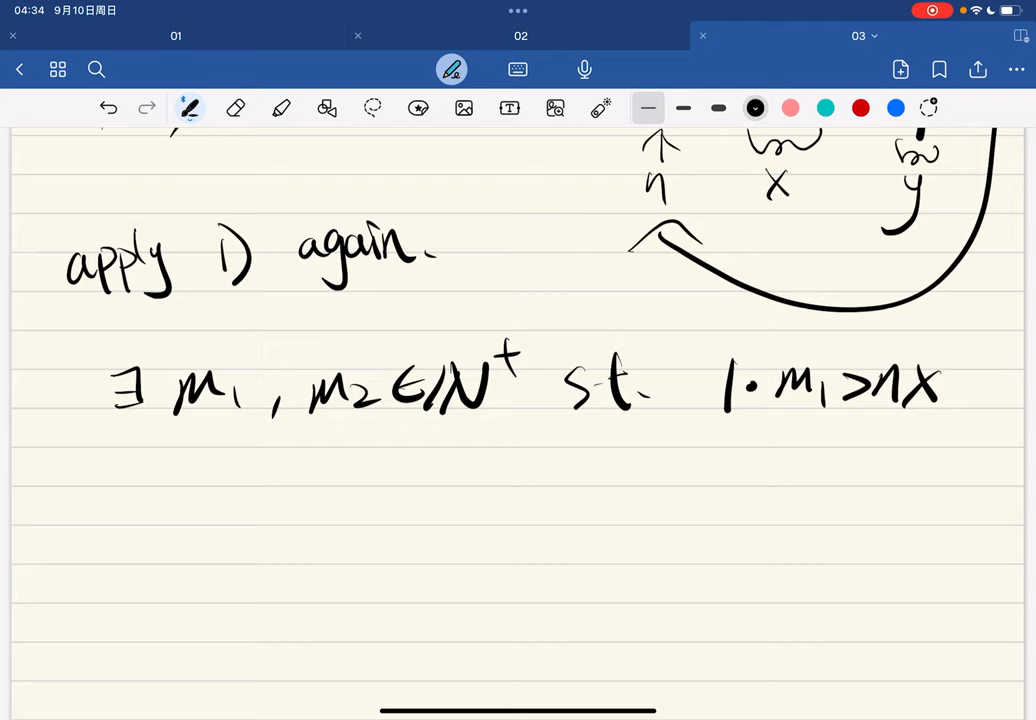 04:34 9月10日周日
01 02 03
n x y
apply 1) again.
∃ m₁, m₂ ∈ ℕ⁺ s.t. 1·m₁>nx